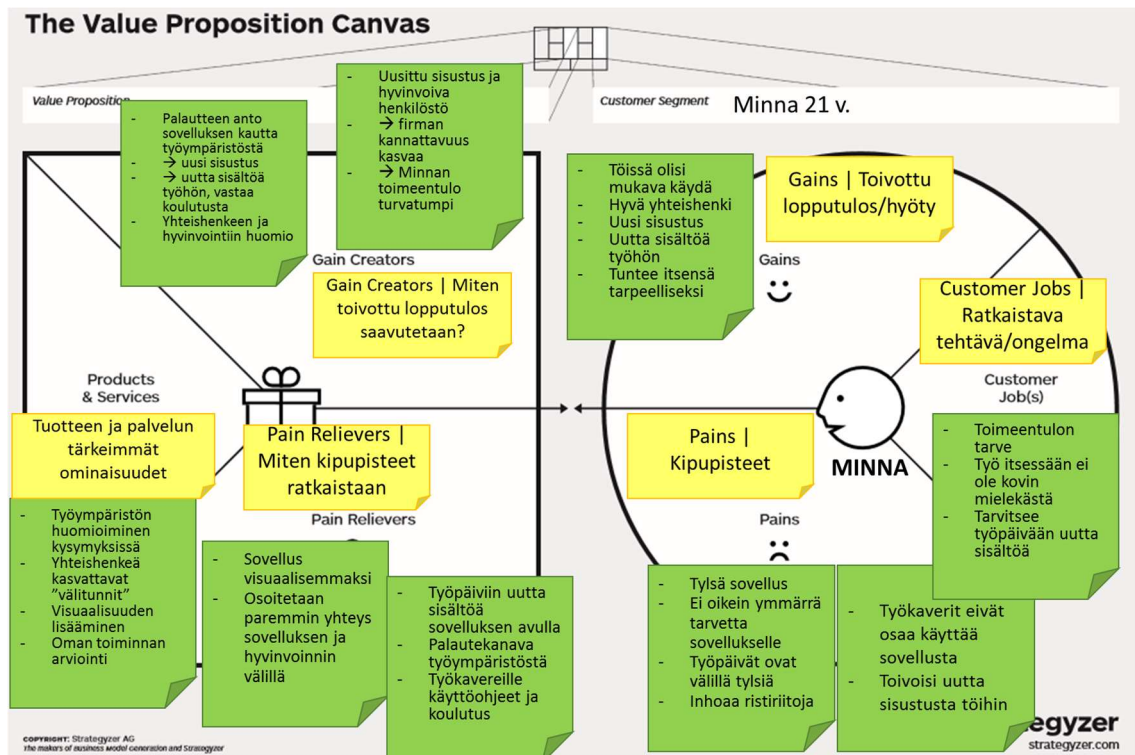 The Value Proposition Canvas
Value Proposition
Customer Segment
Minna 21 v.
- Palautteen anto
sovelluksen kautta
työympäristöstä
- → uusi sisustus
- → uutta sisältöä
työhön, vastaa
koulutusta
- Yhteishenkeen ja
hyvinvointiin huomio
- Uusittu sisustus ja
hyvinvoiva
henkilöstö
- → firman
kannattavuus
kasvaa
- → Minnan
toimeentulo
turvatumpi
Gain Creators
Gain Creators | Miten
toivottu lopputulos
saavutetaan?
Products
& Services
Tuotteen ja palvelun
tärkeimmät
ominaisuudet
- Työympäristön
huomioiminen
kysymyksissä
- Yhteishenkeä
kasvattavat
”välitunnit”
- Visuaalisuuden
lisääminen
- Oman toiminnan
arviointi
Pain Relievers |
Miten kipupisteet
ratkaistaan
Pain Relievers
- Sovellus
visuaalisemmaksi
- Osoitetaan
paremmin yhteys
sovelluksen ja
hyvinvoinnin
välillä
- Työpäiviin uutta
sisältöä
sovelluksen avulla
- Palautekanava
työympäristöstä
- Työkavereille
käyttöohjeet ja
koulutus
- Töissä olisi
mukava käydä
- Hyvä yhteishenki
- Uusi sisustus
- Uutta sisältöä
työhön
- Tuntee itsensä
tarpeelliseksi
Gains | Toivottu
lopputulos/hyöty
Gains
Customer Jobs |
Ratkaistava
tehtävä/ongelma
Customer
Job(s)
- Toimeentulon
tarve
- Työ itsessään ei
ole kovin
mielekästä
- Tarvitsee
työpäivään uutta
sisältöä
MINNA
Pains |
Kipupisteet
Pains
- Tylsä sovellus
- Ei oikein ymmärrä
tarvetta
sovellukselle
- Työpäivät ovat
välillä tylsiä
- Inhoaa ristiriitoja
- Työkaverit eivät
osaa käyttää
sovellusta
- Toivoisi uutta
sisustusta töihin
COPYRIGHT: Strategyzer AG
The makers of Business Model Generation and Strategyzer
tegyzer
strategyzer.com